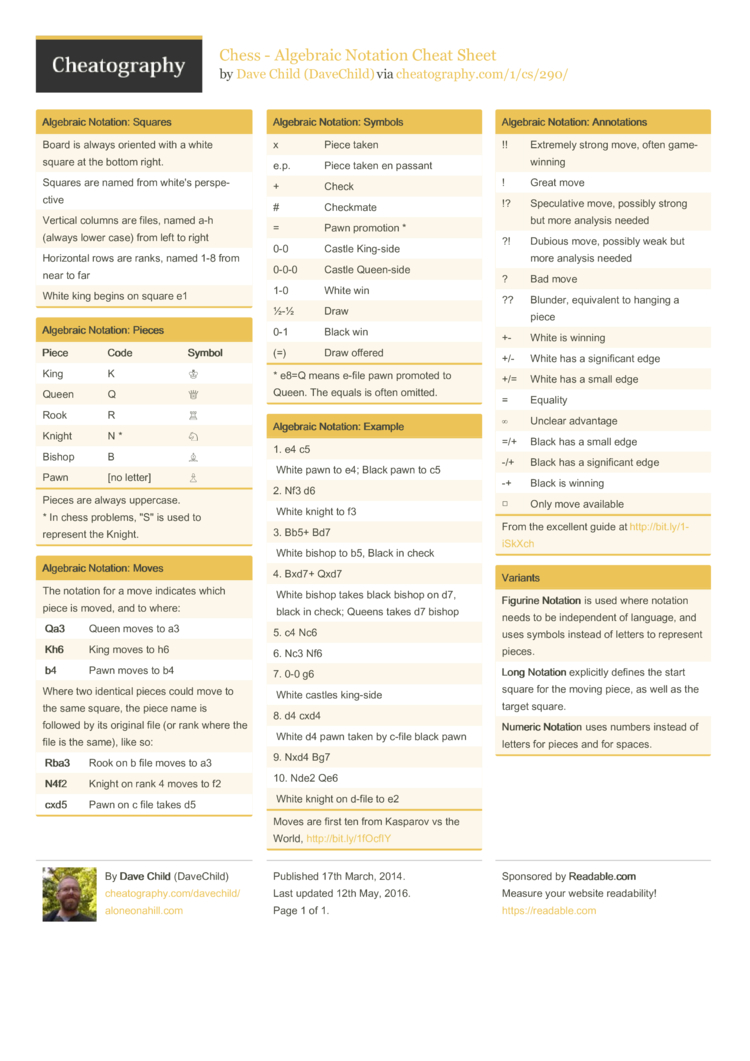 Cheatography
Chess - Algebraic Notation Cheat Sheet
by Dave Child (DaveChild) via cheatography.com/1/cs/290/
Algebraic Notation: Squares
Board is always oriented with a white
square at the bottom right.
Squares are named from white's perspe-
ctive
Vertical columns are files, named a-h
(always lower case) from left to right
Horizontal rows are ranks, named 1-8 from
near to far
White king begins on square e1
Algebraic Notation: Pieces
Piece Code Symbol
King K ♔
Queen Q ♕
Rook R ♖
Knight N * ♘
Bishop B ♗
Pawn [no letter] ♙
Pieces are always uppercase.
* In chess problems, "S" is used to
represent the Knight.
Algebraic Notation: Moves
The notation for a move indicates which
piece is moved, and to where:
Qa3 Queen moves to a3
Kh6 King moves to h6
b4 Pawn moves to b4
Where two identical pieces could move to
the same square, the piece name is
followed by its original file (or rank where the
file is the same), like so:
Rba3 Rook on b file moves to a3
N4f2 Knight on rank 4 moves to f2
cxd5 Pawn on c file takes d5
Algebraic Notation: Symbols
x Piece taken
e.p. Piece taken en passant
+ Check
# Checkmate
= Pawn promotion *
0-0 Castle King-side
0-0-0 Castle Queen-side
1-0 White win
½-½ Draw
0-1 Black win
(=) Draw offered
* e8=Q means e-file pawn promoted to
Queen. The equals is often omitted.
Algebraic Notation: Example
1. e4 c5
White pawn to e4; Black pawn to c5
2. Nf3 d6
White knight to f3
3. Bb5+ Bd7
White bishop to b5, Black in check
4. Bxd7+ Qxd7
White bishop takes black bishop on d7,
black in check; Queens takes d7 bishop
5. c4 Nc6
6. Nc3 Nf6
7. 0-0 g6
White castles king-side
8. d4 cxd4
White d4 pawn taken by c-file black pawn
9. Nxd4 Bg7
10. Nde2 Qe6
White knight on d-file to e2
Moves are first ten from Kasparov vs the
World, http://bit.ly/1fOcfIY
Algebraic Notation: Annotations
!! Extremely strong move, often game-
winning
! Great move
!? Speculative move, possibly strong
but more analysis needed
?! Dubious move, possibly weak but
more analysis needed
? Bad move
?? Blunder, equivalent to hanging a
piece
+- White is winning
+/- White has a significant edge
+/= White has a small edge
= Equality
∞ Unclear advantage
=/+ Black has a small edge
-/+ Black has a significant edge
-+ Black is winning
□ Only move available
From the excellent guide at http://bit.ly/1-
iSkXch
Variants
Figurine Notation is used where notation
needs to be independent of language, and
uses symbols instead of letters to represent
pieces.
Long Notation explicitly defines the start
square for the moving piece, as well as the
target square.
Numeric Notation uses numbers instead of
letters for pieces and for spaces.
By Dave Child (DaveChild)
cheatography.com/davechild/
aloneonahill.com
Published 17th March, 2014.
Last updated 12th May, 2016.
Page 1 of 1.
Sponsored by Readable.com
Measure your website readability!
https://readable.com